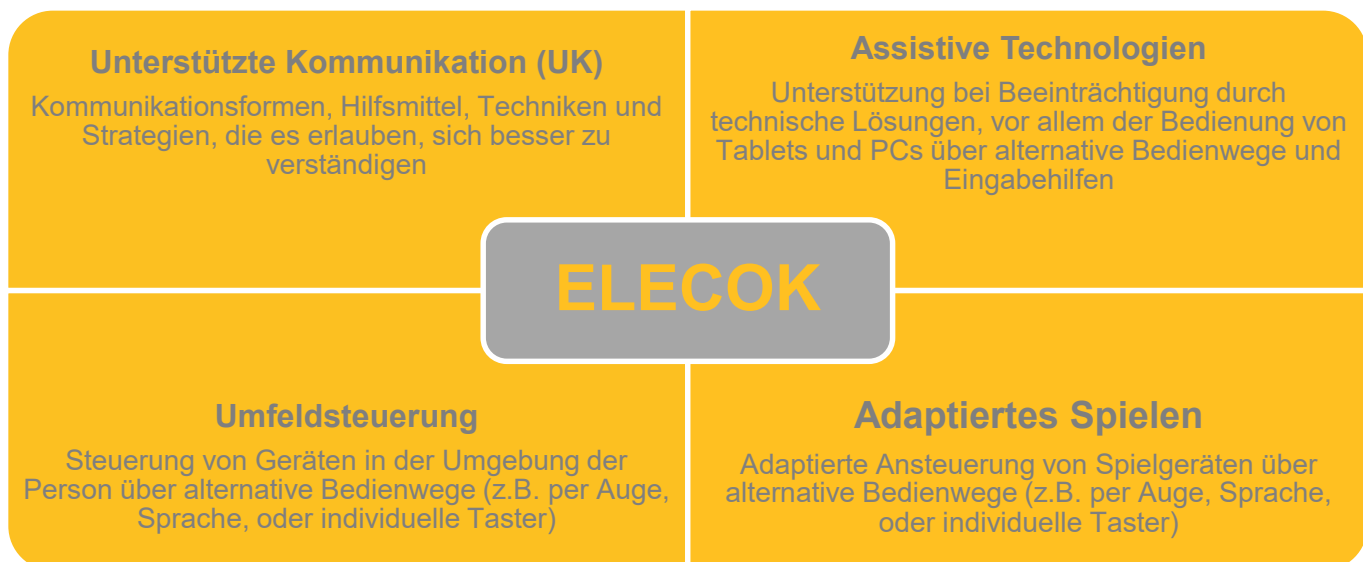 Unterstützte Kommunikation (UK)
Kommunikationsformen, Hilfsmittel, Techniken und
Strategien, die es erlauben, sich besser zu
verständigen
Assistive Technologien
Unterstützung bei Beeinträchtigung durch
technische Lösungen, vor allem der Bedienung von
Tablets und PCs über alternative Bedienwege und
Eingabehilfen
ELECOK
Umfeldsteuerung
Steuerung von Geräten in der Umgebung der
Person über alternative Bedienwege (z.B. per Auge,
Sprache, oder individuelle Taster)
Adaptiertes Spielen
Adaptierte Ansteuerung von Spielgeräten über
alternative Bedienwege (z.B. per Auge, Sprache,
oder individuelle Taster)